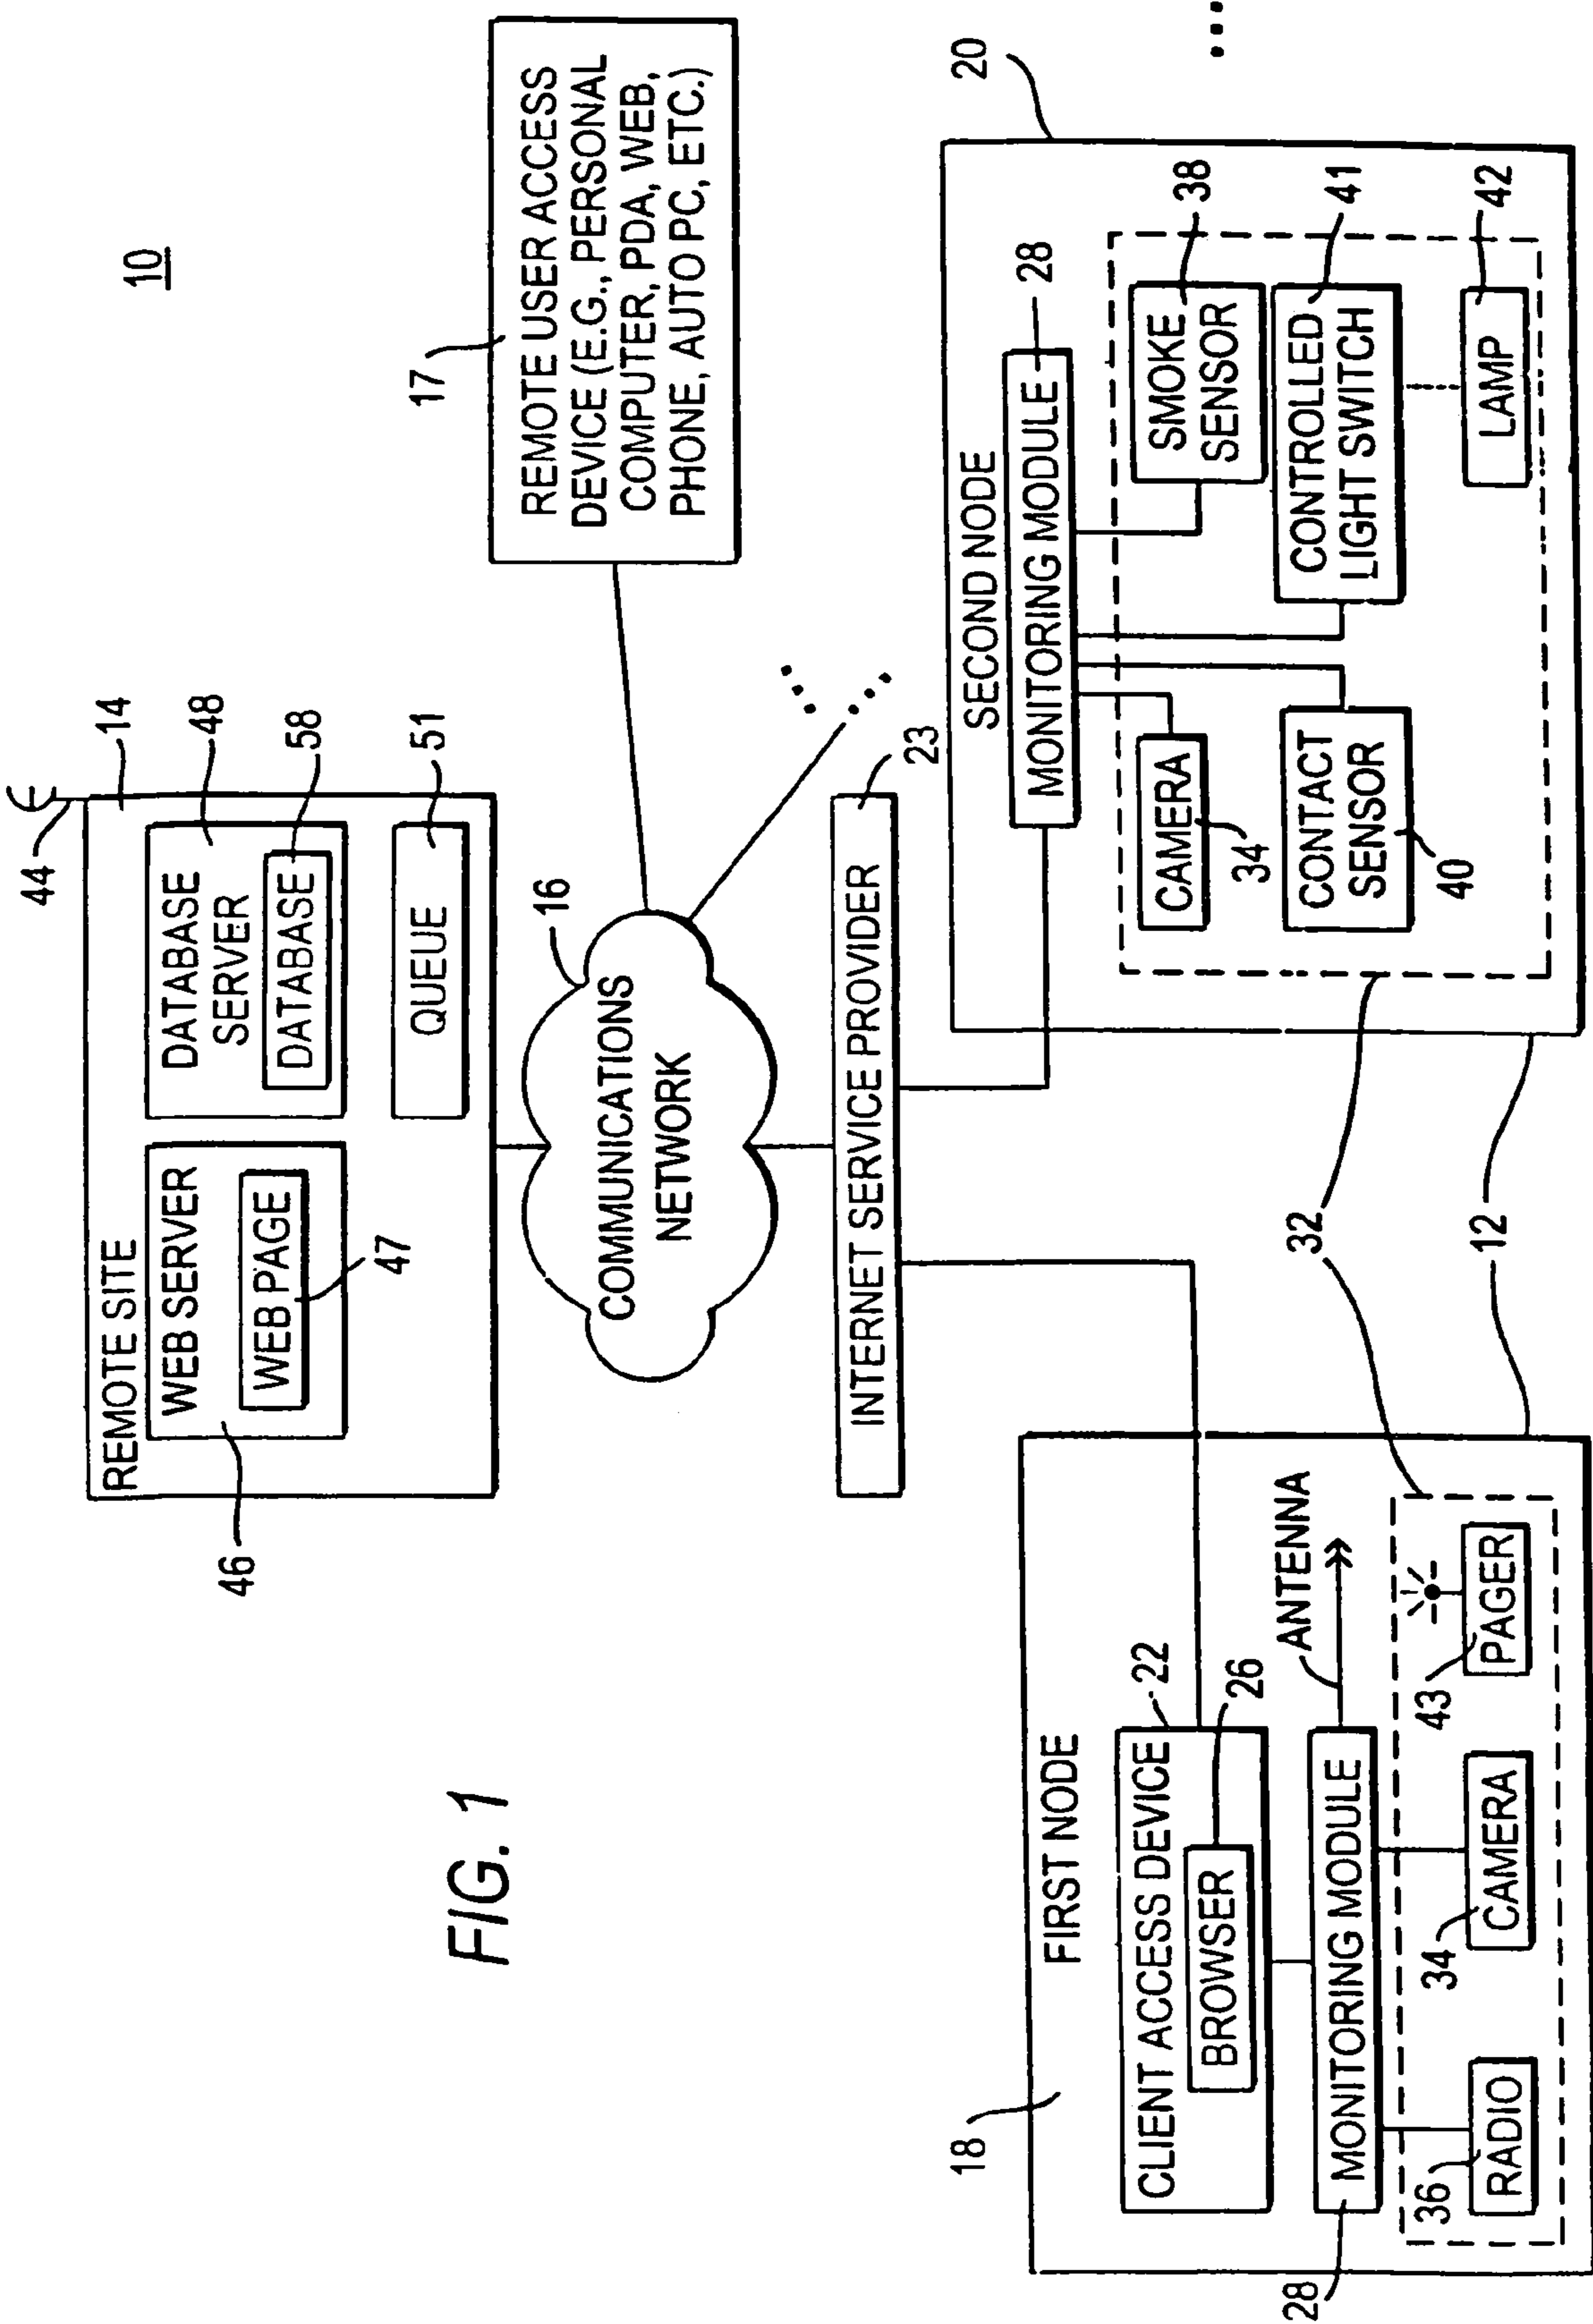 10
44
REMOTE SITE
14
WEB SERVER
WEB PAGE
46
47
DATABASE
SERVER
DATABASE
48
58
QUEUE
51
FIG. 1
16
COMMUNICATIONS
NETWORK
17
REMOTE USER ACCESS
DEVICE (E.G., PERSONAL
COMPUTER, PDA, WEB,
PHONE, AUTO PC, ETC.)
INTERNET SERVICE PROVIDER
23
18
FIRST NODE
CLIENT ACCESS DEVICE
22
BROWSER
26
MONITORING MODULE
28
ANTENNA
36
RADIO
34
CAMERA
43
PAGER
32
12
20
SECOND NODE
MONITORING MODULE
28
CAMERA
34
SMOKE
SENSOR
38
CONTACT
SENSOR
40
CONTROLLED
LIGHT SWITCH
41
LAMP
42